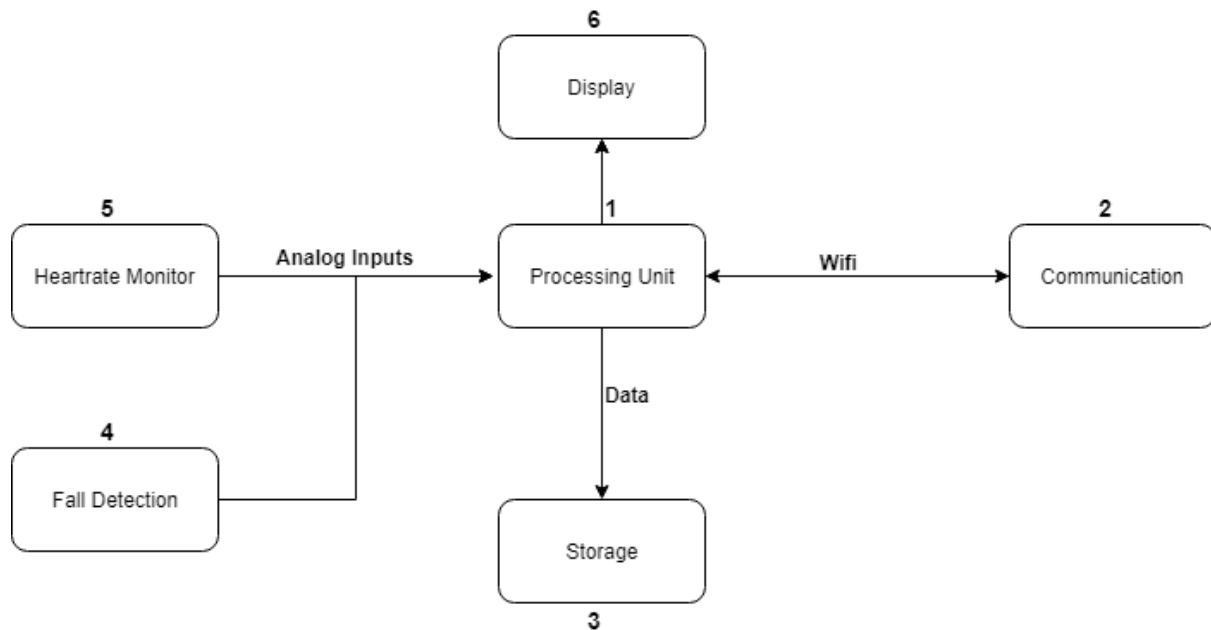 6
Display
5
Heartrate Monitor
Analog Inputs
1
Processing Unit
Wifi
2
Communication
Data
4
Fall Detection
Storage
3